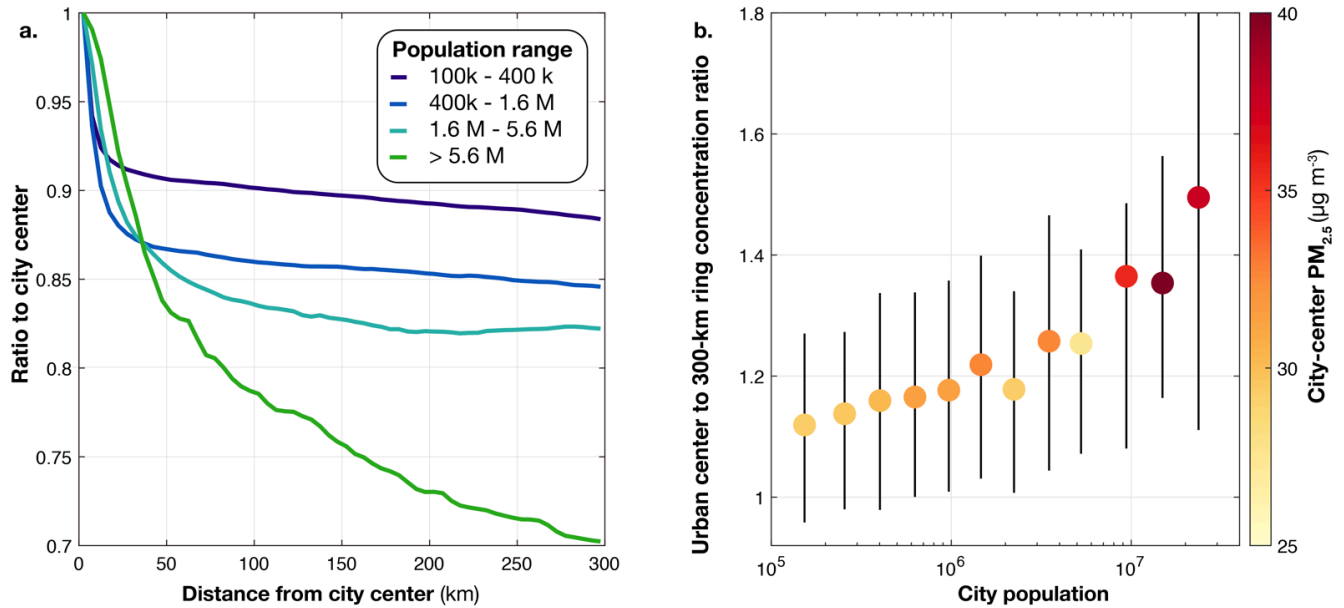 a.
Population range
100k - 400 k
400k - 1.6 M
1.6 M - 5.6 M
> 5.6 M
1
0.95
0.9
0.85
0.8
0.75
0.7
Ratio to city center
0
50
100
150
200
250
300
Distance from city center (km)
b.
1.8
1.6
1.4
1.2
1
Urban center to 300-km ring concentration ratio
10⁵
10⁶
10⁷
City population
40
35
30
25
City-center PM₂.₅ (µg m⁻³)